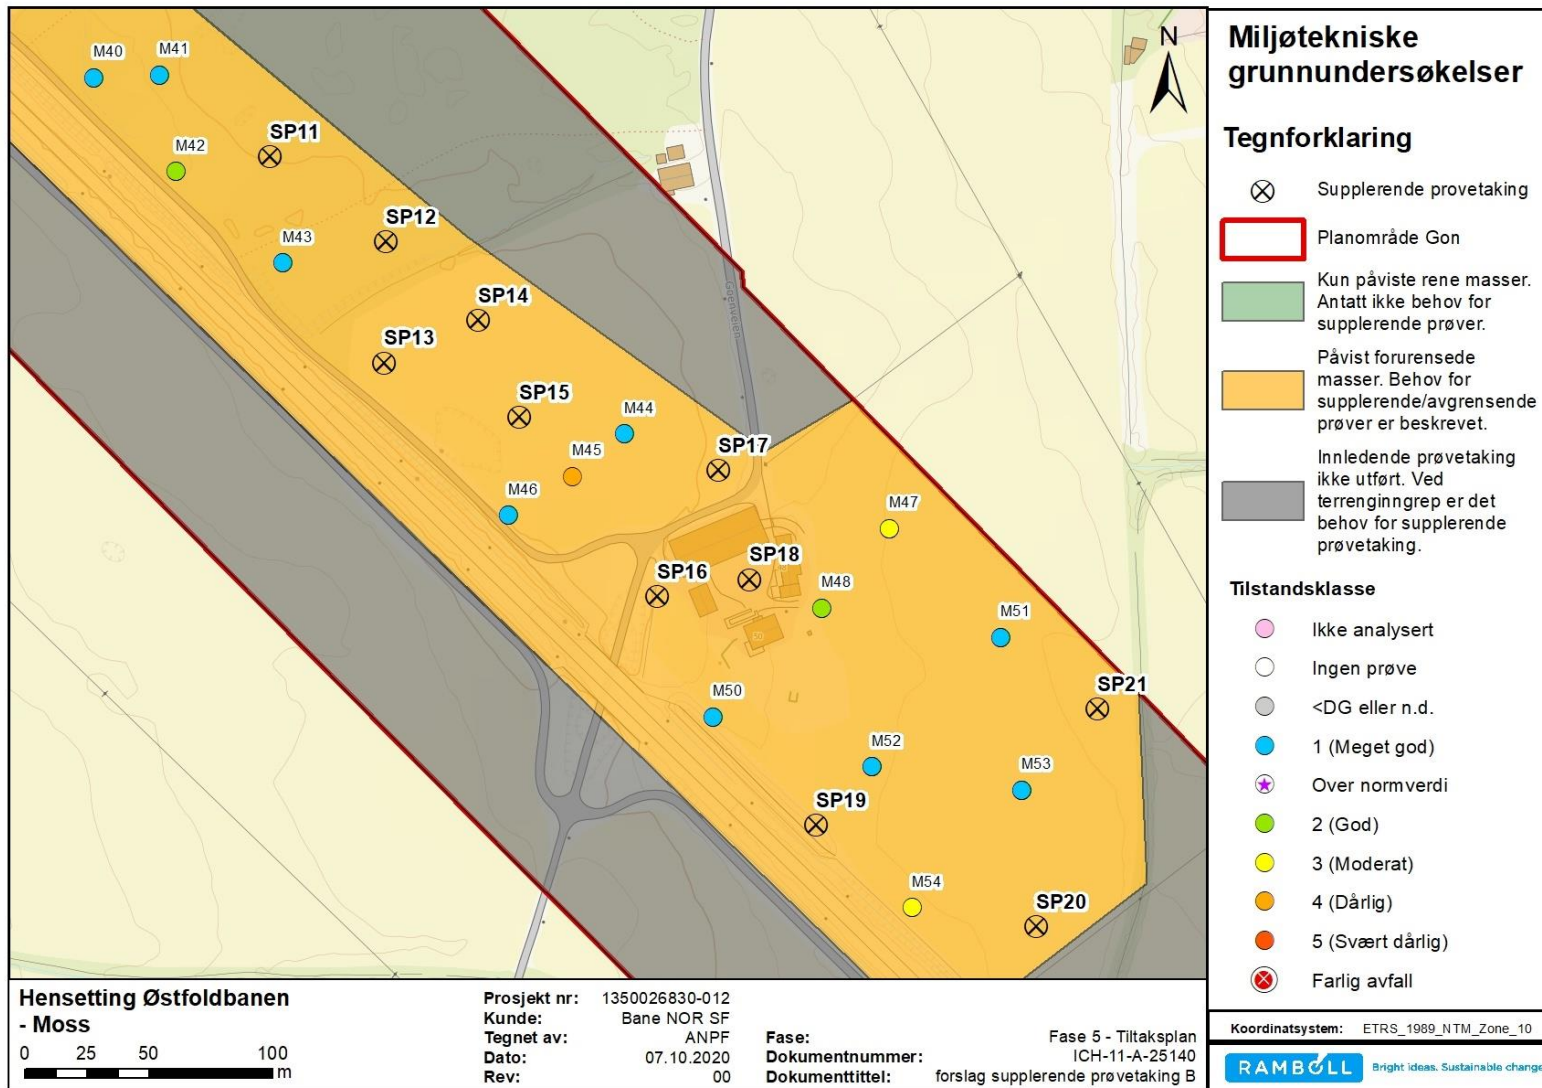 M40
M41
SP11
M42
SP12
M43
SP14
SP13
SP15
M44
M45
SP17
M46
M47
SP18
SP16
M48
M51
SP21
M50
M52
M53
SP19
M54
SP20
Goenveien
N
Miljøtekniske
grunnundersøkelser
Tegnforklaring
Supplerende provetaking
Planområde Gon
Kun påviste rene masser.
Antatt ikke behov for
supplerende prøver.
Påvist forurensede
masser. Behov for
supplerende/avgrensende
prøver er beskrevet.
Innledende prøvetaking
ikke utført. Ved
terrenginngrep er det
behov for supplerende
prøvetaking.
Tilstandsklasse
Ikke analysert
Ingen prøve
<DG eller n.d.
1 (Meget god)
Over normverdi
2 (God)
3 (Moderat)
4 (Dårlig)
5 (Svært dårlig)
Farlig avfall
Koordinatsystem: ETRS_1989_NTM_Zone_10
RAMBOLL Bright ideas. Sustainable change
Hensetting Østfoldbanen
- Moss
0 25 50 100
m
Prosjekt nr: 1350026830-012
Kunde: Bane NOR SF
Tegnet av: ANPF
Dato: 07.10.2020
Rev: 00
Fase: Fase 5 - Tiltaksplan
Dokumentnummer: ICH-11-A-25140
Dokumenttittel: forslag supplerende prøvetaking B